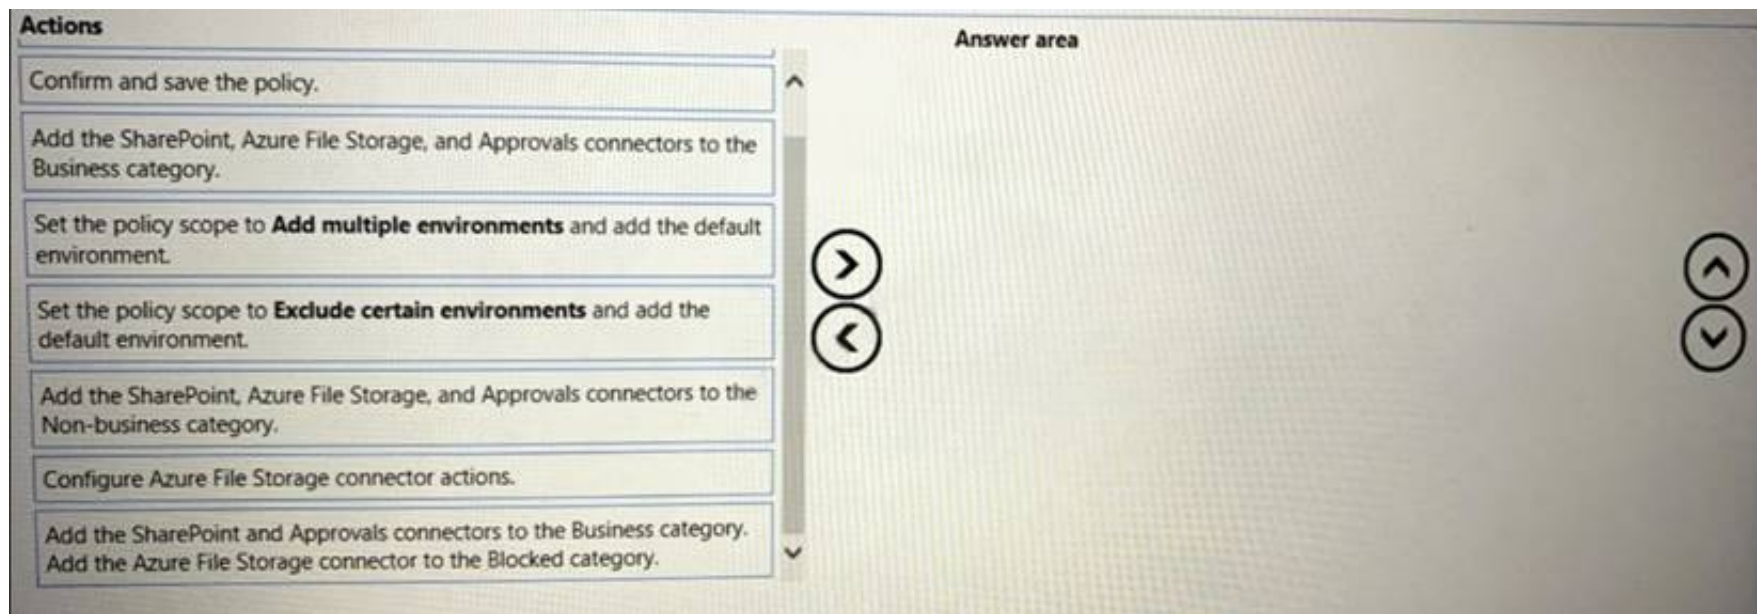 Actions
Answer area
Confirm and save the policy.
Add the SharePoint, Azure File Storage, and Approvals connectors to the
Business category.
Set the policy scope to Add multiple environments and add the default
environment.
Set the policy scope to Exclude certain environments and add the
default environment.
Add the SharePoint, Azure File Storage, and Approvals connectors to the
Non-business category.
Configure Azure File Storage connector actions.
Add the SharePoint and Approvals connectors to the Business category.
Add the Azure File Storage connector to the Blocked category.